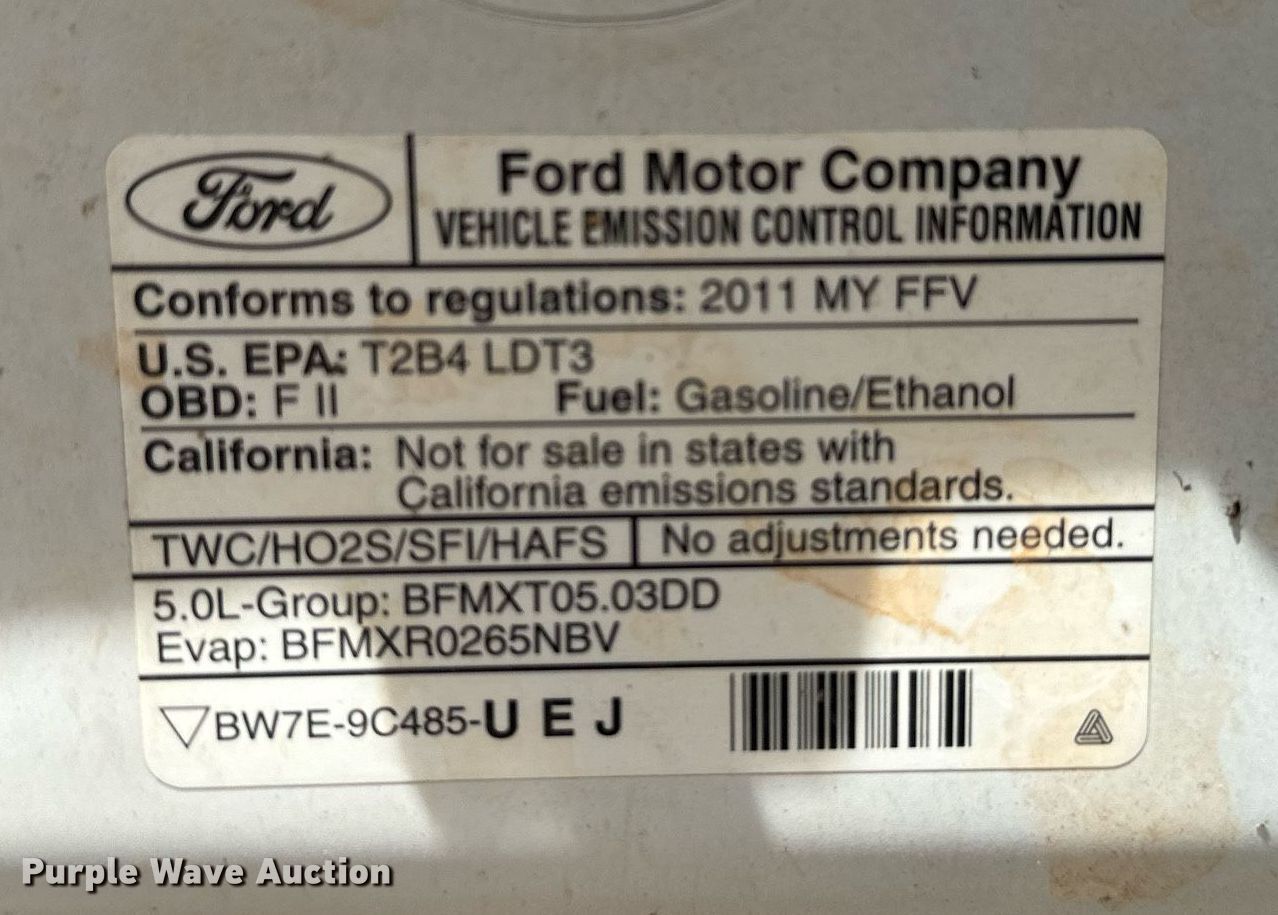 Ford
Ford Motor Company
VEHICLE EMISSION CONTROL INFORMATION
Conforms to regulations: 2011 MY FFV
U.S. EPA: T2B4 LDT3
OBD: F II Fuel: Gasoline/Ethanol
California: Not for sale in states with
California emissions standards.
TWC/HO2S/SFI/HAFS No adjustments needed.
5.0L-Group: BFMXT05.03DD
Evap: BFMXR0265NBV
BW7E-9C485-U E J
Purple Wave Auction